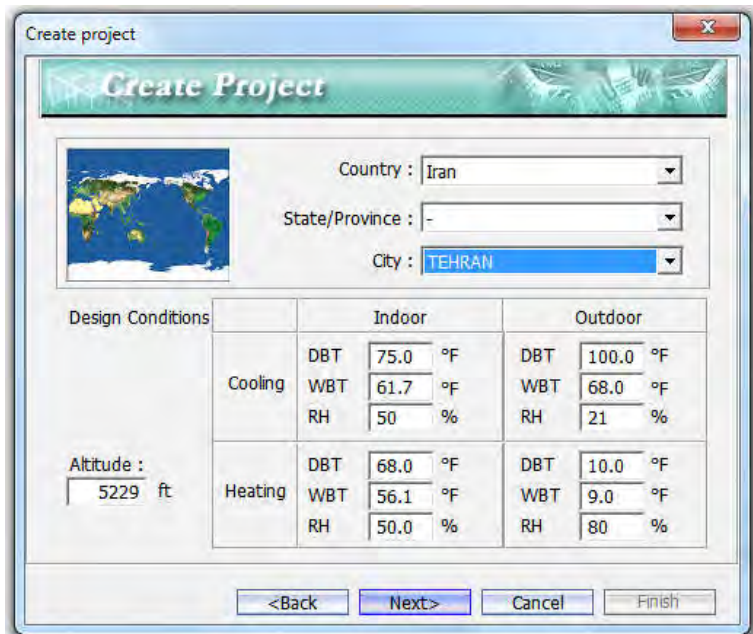 Create project
Create Project
Country : Iran
State/Province : -
City : TEHRAN
Design Conditions Indoor Outdoor
Cooling
DBT 75.0 °F DBT 100.0 °F
WBT 61.7 °F WBT 68.0 °F
RH 50 % RH 21 %
Altitude :
5229 ft
Heating
DBT 68.0 °F DBT 10.0 °F
WBT 56.1 °F WBT 9.0 °F
RH 50.0 % RH 80 %
<Back Next> Cancel Finish